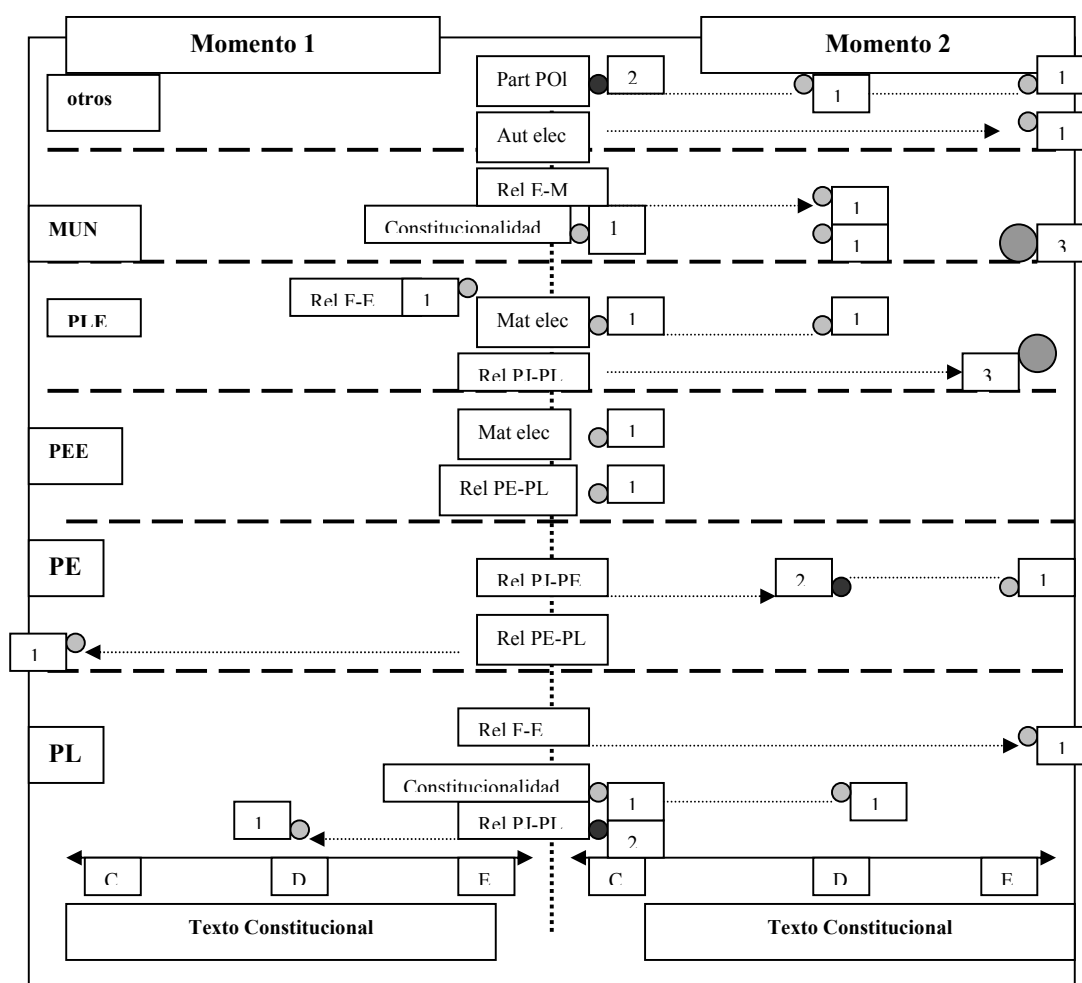 Momento 1
Momento 2
otros
Part POl
2
1
1
Aut elec
1
Rel E-M
1
MUN
Constitucionalidad
1
1
3
Rel F-E
1
PLE
Mat elec
1
1
Rel PJ-PL
3
Mat elec
1
PEE
Rel PE-PL
1
PE
Rel PJ-PE
2
1
Rel PE-PL
1
Rel F-E
1
PL
Constitucionalidad
1
1
1
Rel PJ-PL
2
C
D
E
C
D
E
Texto Constitucional
Texto Constitucional